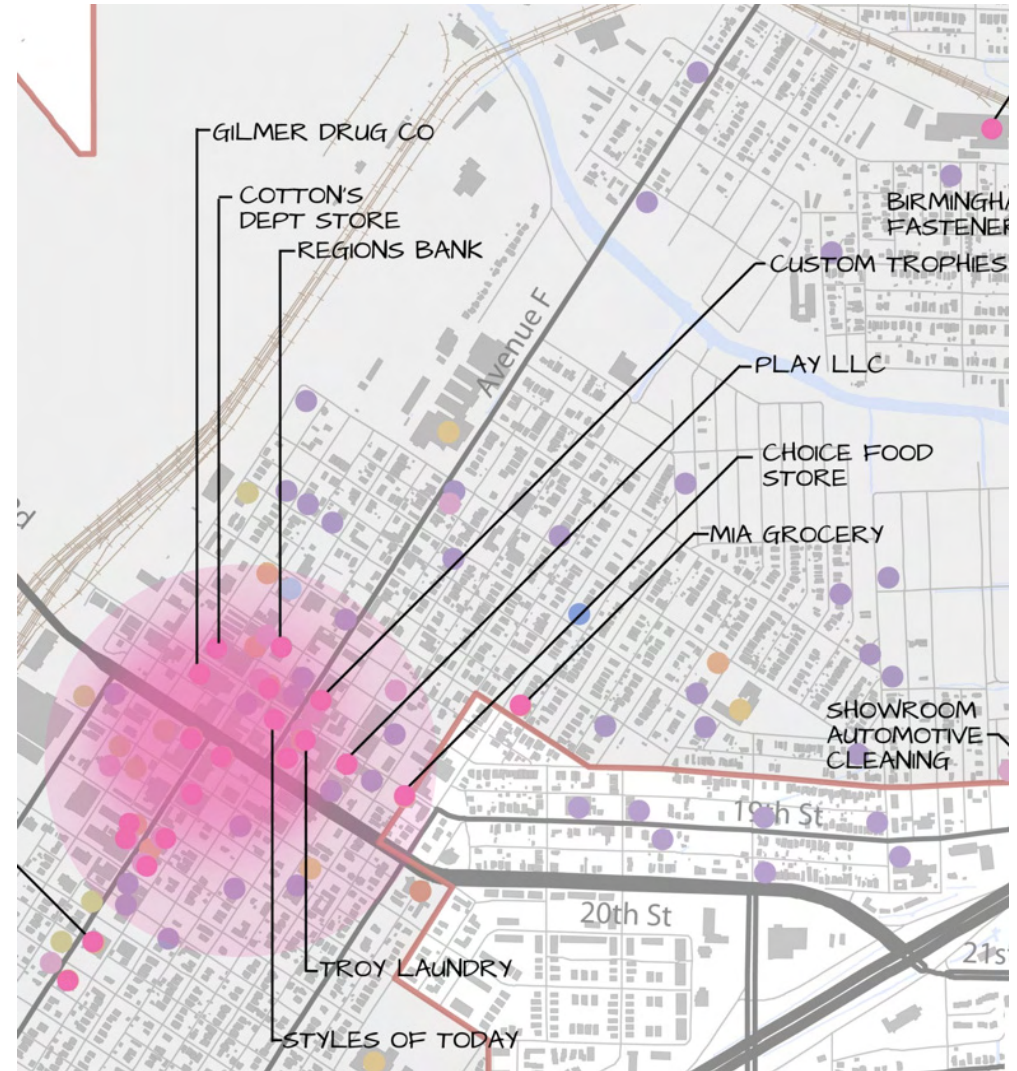 GILMER DRUG CO
COTTON'S
DEPT STORE
REGIONS BANK
BIRMINGHA
FASTENER
CUSTOM TROPHIES
Avenue F
PLAY LLC
CHOICE FOOD
STORE
MIA GROCERY
SHOWROOM
AUTOMOTIVE
CLEANING
19th St
20th St
21s
TROY LAUNDRY
STYLES OF TODAY